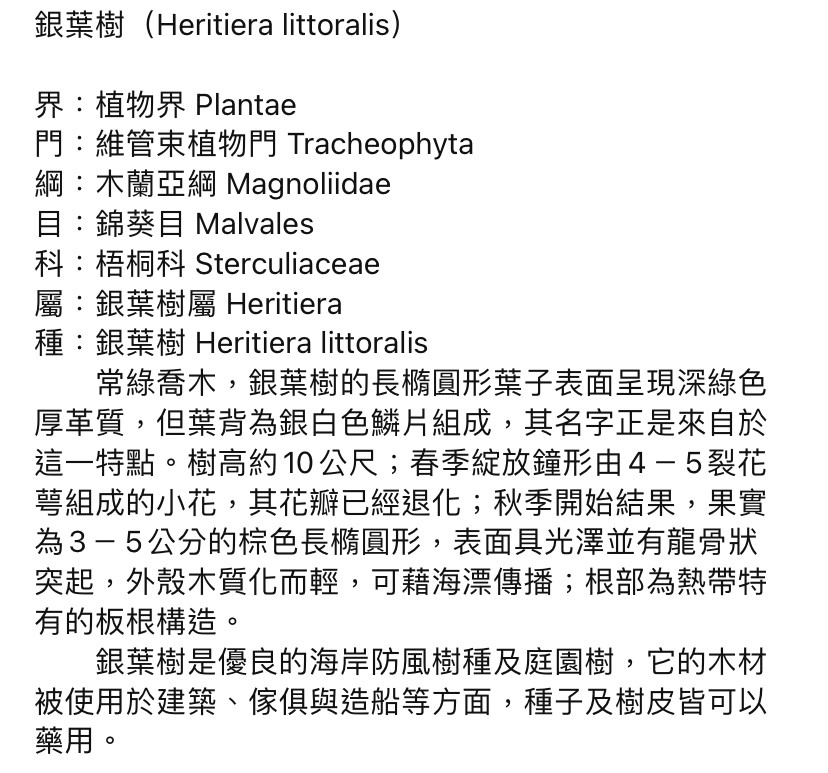 銀葉樹（Heritiera littoralis）
界：植物界 Plantae
門：維管束植物門 Tracheophyta
綱：木蘭亞綱 Magnoliidae
目：錦葵目 Malvales
科：梧桐科 Sterculiaceae
屬：銀葉樹屬 Heritiera
種：銀葉樹 Heritiera littoralis
常綠喬木，銀葉樹的長橢圓形葉子表面呈現深綠色
厚革質，但葉背為銀白色鱗片組成，其名字正是來自於
這一特點。樹高約10公尺；春季綻放鐘形由4－5裂花
萼組成的小花，其花瓣已經退化；秋季開始結果，果實
為3－5公分的棕色長橢圓形，表面具光澤並有龍骨狀
突起，外殼木質化而輕，可藉海漂傳播；根部為熱帶特
有的板根構造。
銀葉樹是優良的海岸防風樹種及庭園樹，它的木材
被使用於建築、傢俱與造船等方面，種子及樹皮皆可以
藥用。